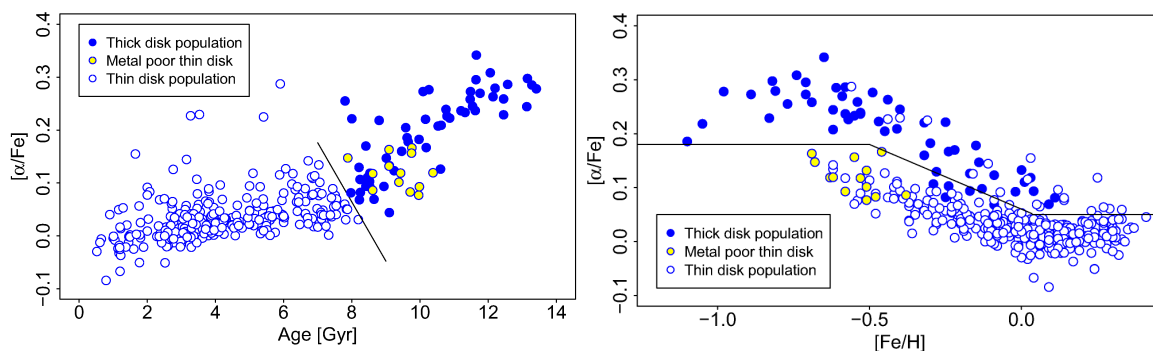 Thick disk population
Metal poor thin disk
Thin disk population
[α/Fe]
0.4
0.3
0.2
0.1
0.0
−0.1
0 2 4 6 8 10 12 14
Age [Gyr]
Thick disk population
Metal poor thin disk
Thin disk population
[α/Fe]
0.4
0.3
0.2
0.1
0.0
−0.1
−1.0 −0.5 0.0
[Fe/H]